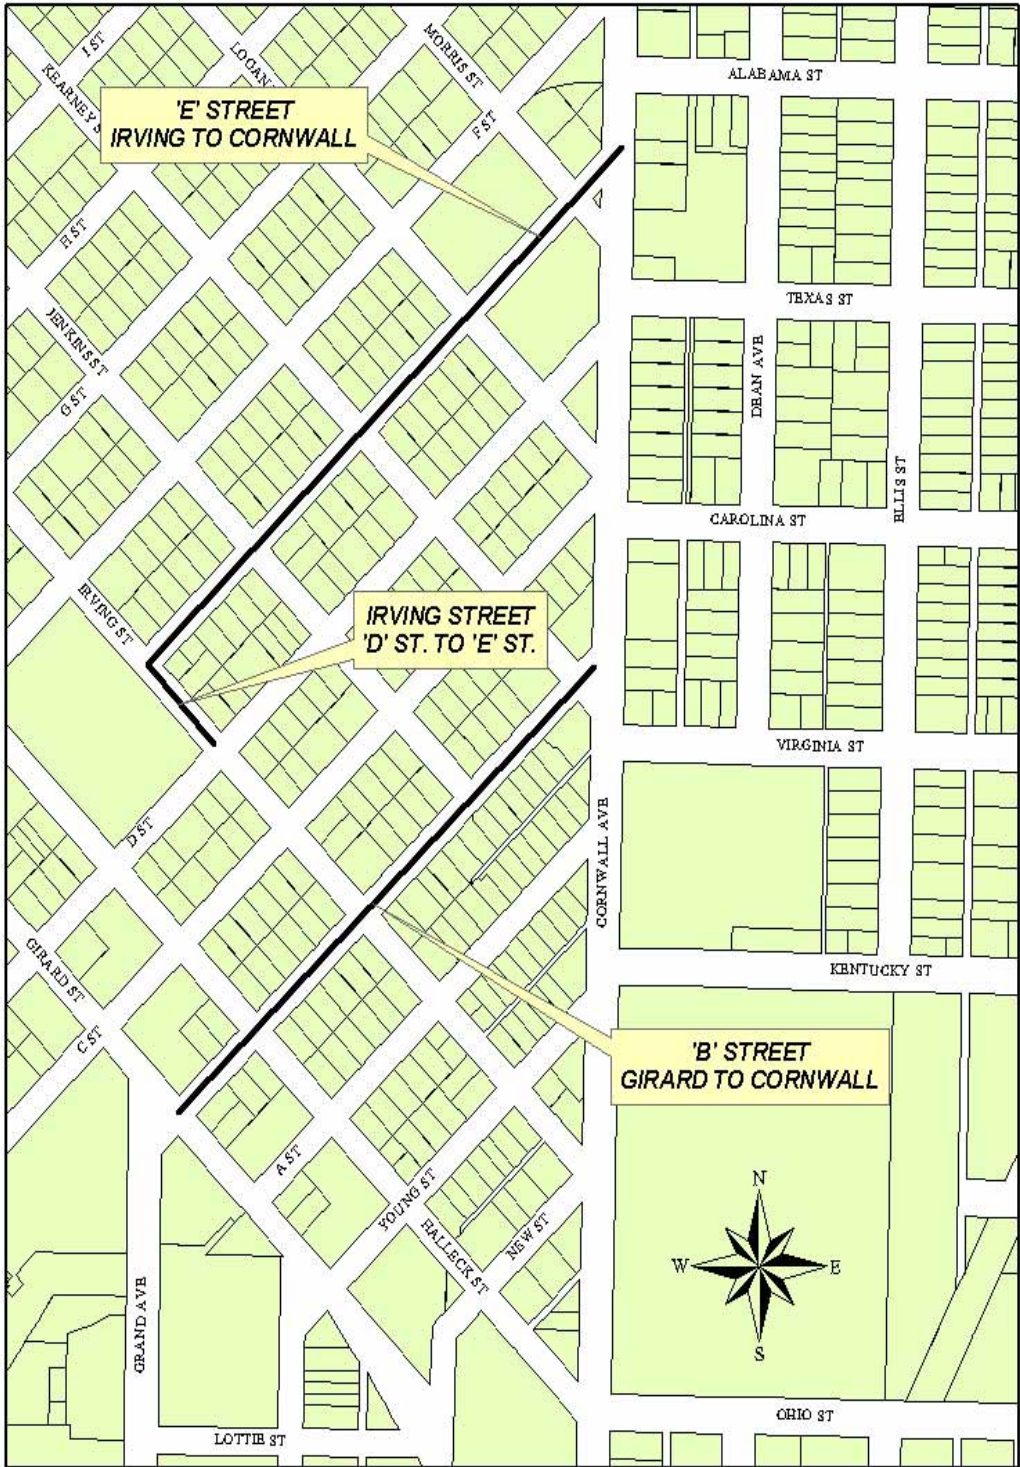 I ST
LOGAN
MORRIS ST
ALABAMA ST
KEARNEY S
'E' STREET
IRVING TO CORNWALL
F ST
H ST
TEXAS ST
JENKINS ST
DEAN AVE
G ST
ELLIS ST
CAROLINA ST
IRVING ST
IRVING STREET
'D' ST. TO 'E' ST.
VIRGINIA ST
D ST
CORNWALL AVE
GIRARD ST
KENTUCKY ST
C ST
'B' STREET
GIRARD TO CORNWALL
A ST
YOUNG ST
N
HALLECK ST
NEW ST
W
E
S
GRAND AVE
OHIO ST
LOTTIE ST